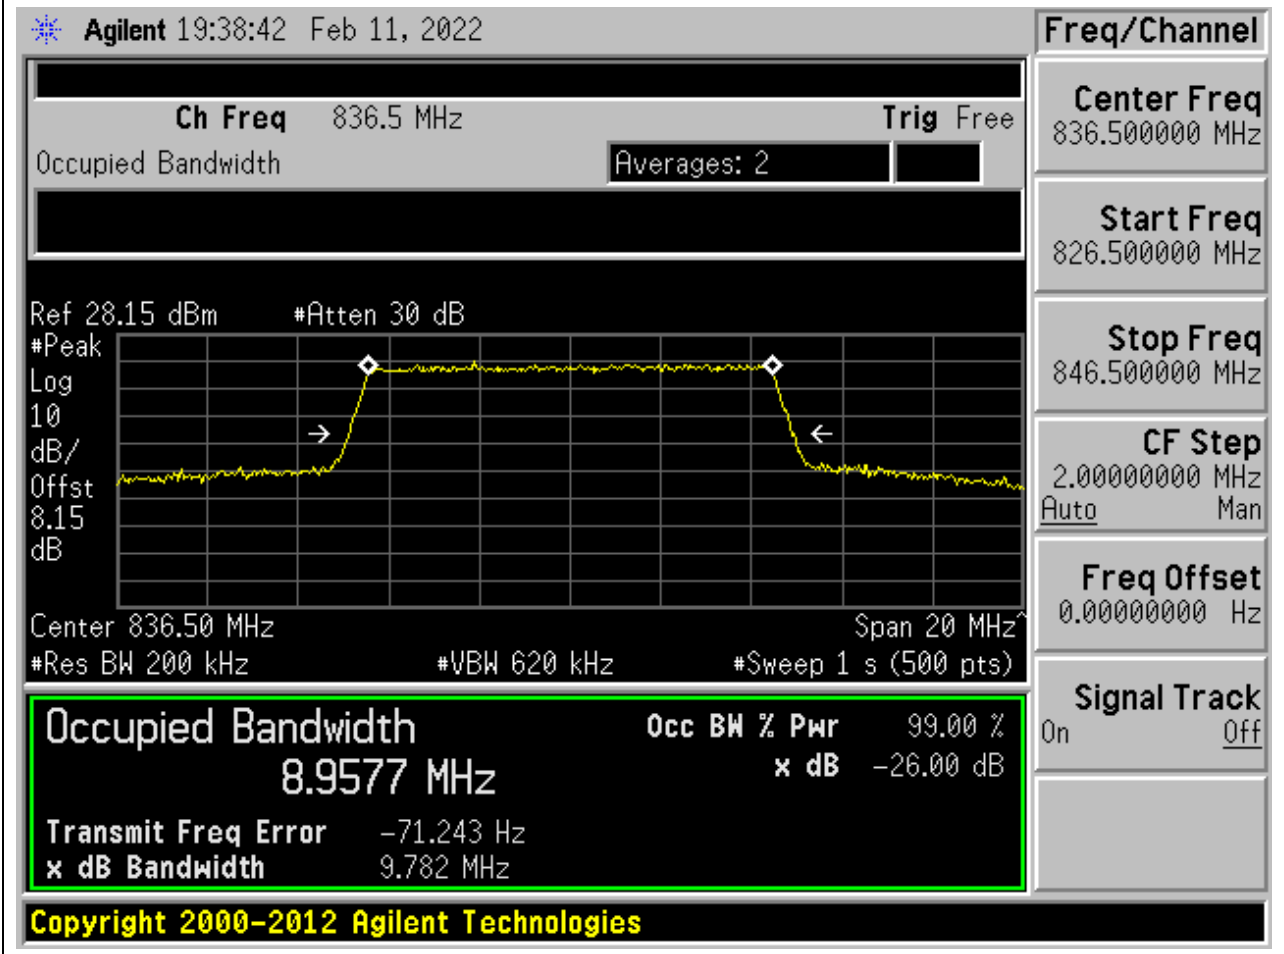 Agilent 19:38:42 Feb 11, 2022
Freq/Channel
Ch Freq 836.5 MHz Trig Free
Occupied Bandwidth Averages: 2
Center Freq
836.500000 MHz
Start Freq
826.500000 MHz
Stop Freq
846.500000 MHz
CF Step
2.00000000 MHz
Auto Man
Freq Offset
0.00000000 Hz
Signal Track
On Off
Ref 28.15 dBm #Atten 30 dB
#Peak
Log
10
dB/
Offst
8.15
dB
Center 836.50 MHz Span 20 MHz^
#Res BW 200 kHz #VBW 620 kHz #Sweep 1 s (500 pts)
Occupied Bandwidth Occ BW % Pwr 99.00 %
8.9577 MHz x dB -26.00 dB
Transmit Freq Error -71.243 Hz
x dB Bandwidth 9.782 MHz
Copyright 2000-2012 Agilent Technologies